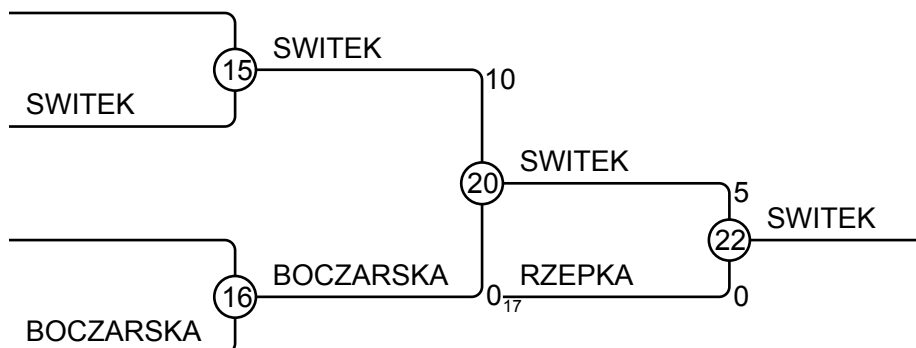 SWITEK
15
SWITEK
10
SWITEK
20
5
SWITEK
22
BOCZARSKA
RZEPKA
16
0
17
0
BOCZARSKA